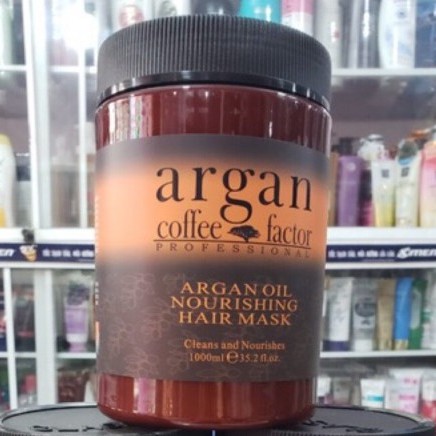 argan
coffee factor
PROFESSIONAL
ARGAN OIL
NOURISHING
HAIR MASK
Cleans and Nourishes
1000ml ℮ 35.2 fl.oz.